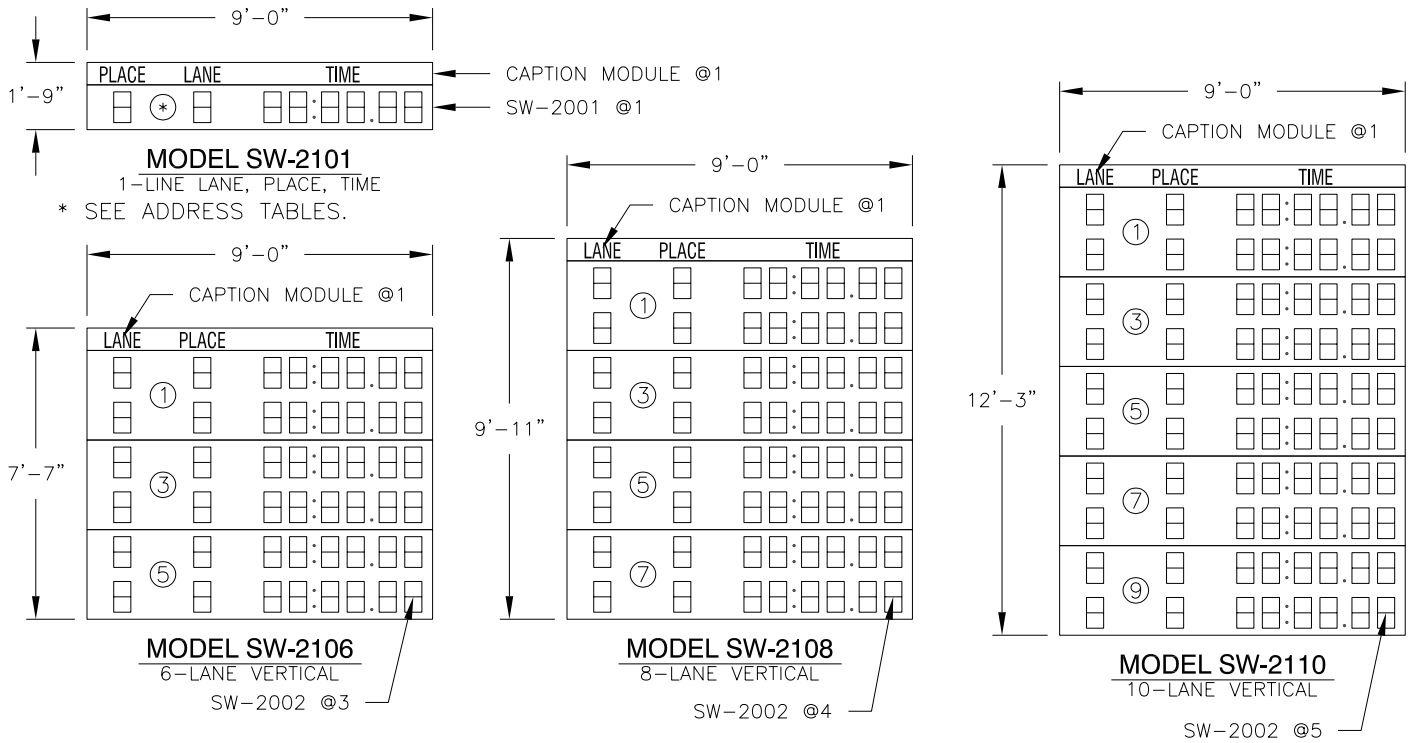 9'-0"
1'-9"
PLACE LANE TIME
*
CAPTION MODULE @1
SW-2001 @1
MODEL SW-2101
1-LINE LANE, PLACE, TIME
* SEE ADDRESS TABLES.
9'-0"
CAPTION MODULE @1
7'-7"
LANE PLACE TIME
1
3
5
MODEL SW-2106
6-LANE VERTICAL
SW-2002 @3
9'-0"
CAPTION MODULE @1
9'-11"
LANE PLACE TIME
1
3
5
7
MODEL SW-2108
8-LANE VERTICAL
SW-2002 @4
9'-0"
CAPTION MODULE @1
12'-3"
LANE PLACE TIME
1
3
5
7
9
MODEL SW-2110
10-LANE VERTICAL
SW-2002 @5